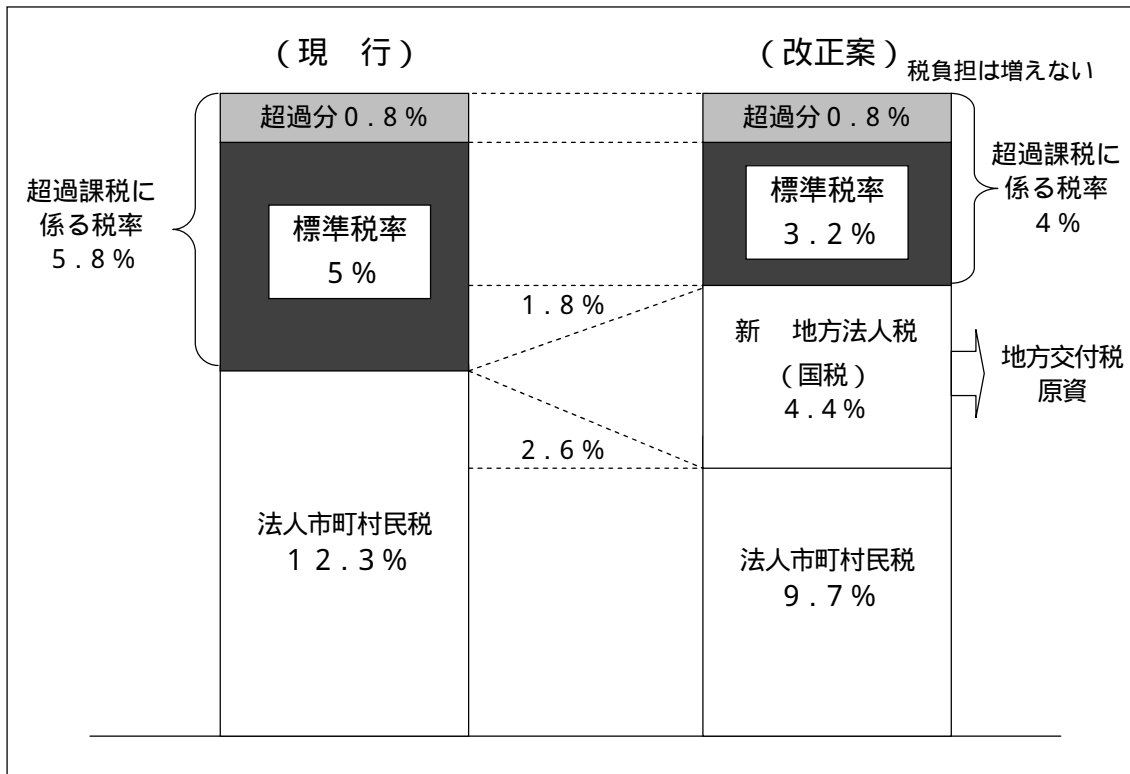 (現 行)
超過分0.8%
超過課税に
係る税率
5.8%
標準税率
5%
法人市町村民税
12.3%
1.8%
2.6%
(改正案)
税負担は増えない
超過分0.8%
標準税率
3.2%
超過課税に
係る税率
4%
新 地方法人税
(国税)
4.4%
地方交付税
原資
法人市町村民税
9.7%